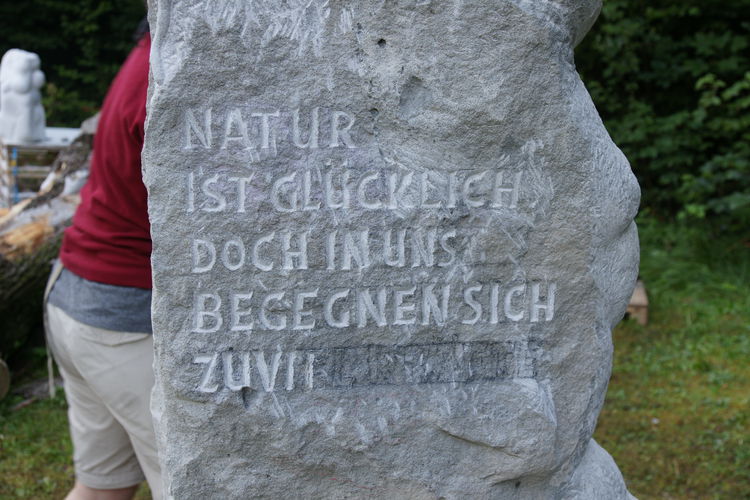 NATUR
IST GLÜCKLICH
DOCH IN UNS
BEGEGNEN SICH
ZUVI